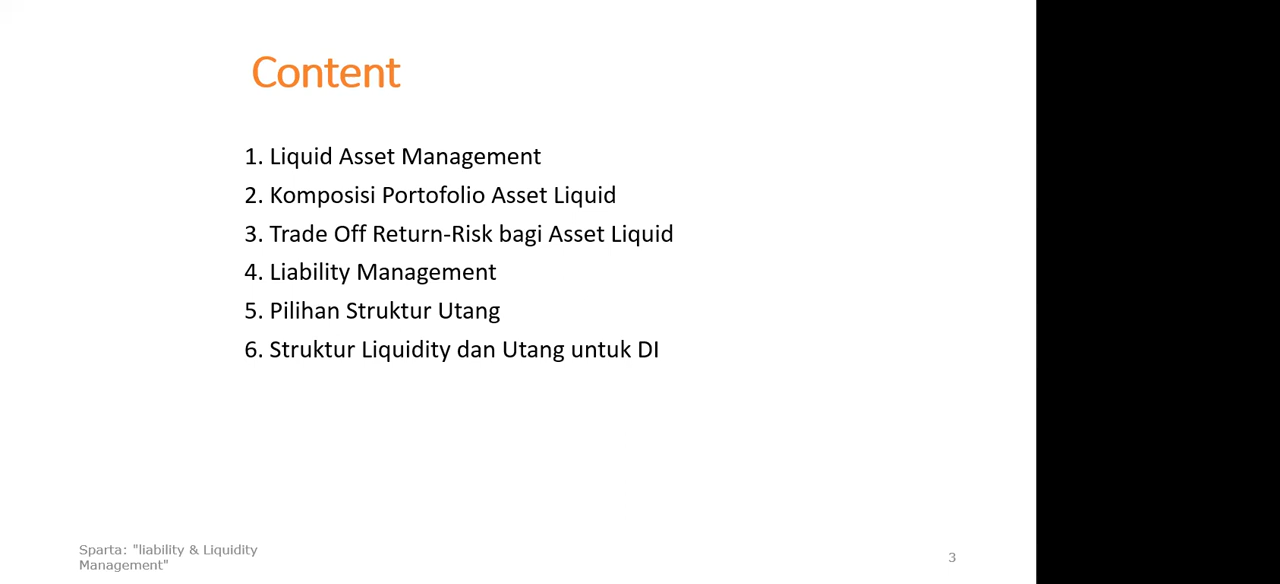 Content
1. Liquid Asset Management
2. Komposisi Portofolio Asset Liquid
3. Trade Off Return-Risk bagi Asset Liquid
4. Liability Management
5. Pilihan Struktur Utang
6. Struktur Liquidity dan Utang untuk DI
Sparta: "liability & Liquidity
Management"
3